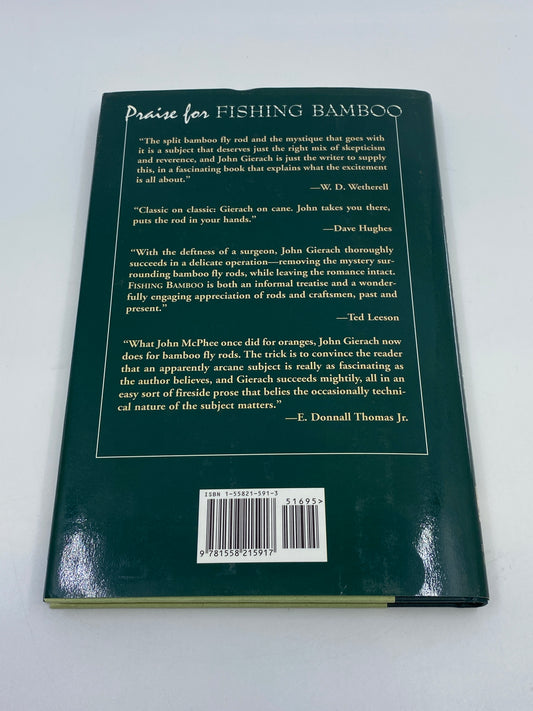 Praise for FISHING BAMBOO
“The split bamboo fly rod and the mystique that goes with
it is a subject that deserves just the right mix of skepticism
and reverence, and John Gierach is just the writer to supply
this, in a fascinating book that explains what the excitement
is all about.”
—W. D. Wetherell
“Classic on classic: Gierach on cane. John takes you there,
puts the rod in your hands.”
—Dave Hughes
“With the deftness of a surgeon, John Gierach thoroughly
succeeds in a delicate operation—removing the mystery sur-
rounding bamboo fly rods, while leaving the romance intact.
FISHING BAMBOO is both an informal treatise and a wonder-
fully engaging appreciation of rods and craftsmen, past and
present.”
—Ted Leeson
“What John McPhee once did for oranges, John Gierach now
does for bamboo fly rods. The trick is to convince the reader
that an apparently arcane subject is really as fascinating as
the author believes, and Gierach succeeds mightily, all in an
easy sort of fireside prose that belies the occasionally techni-
cal nature of the subject matters.”
—E. Donnall Thomas Jr.
ISBN 1-55821-591-3
51695>
9 781558 215917